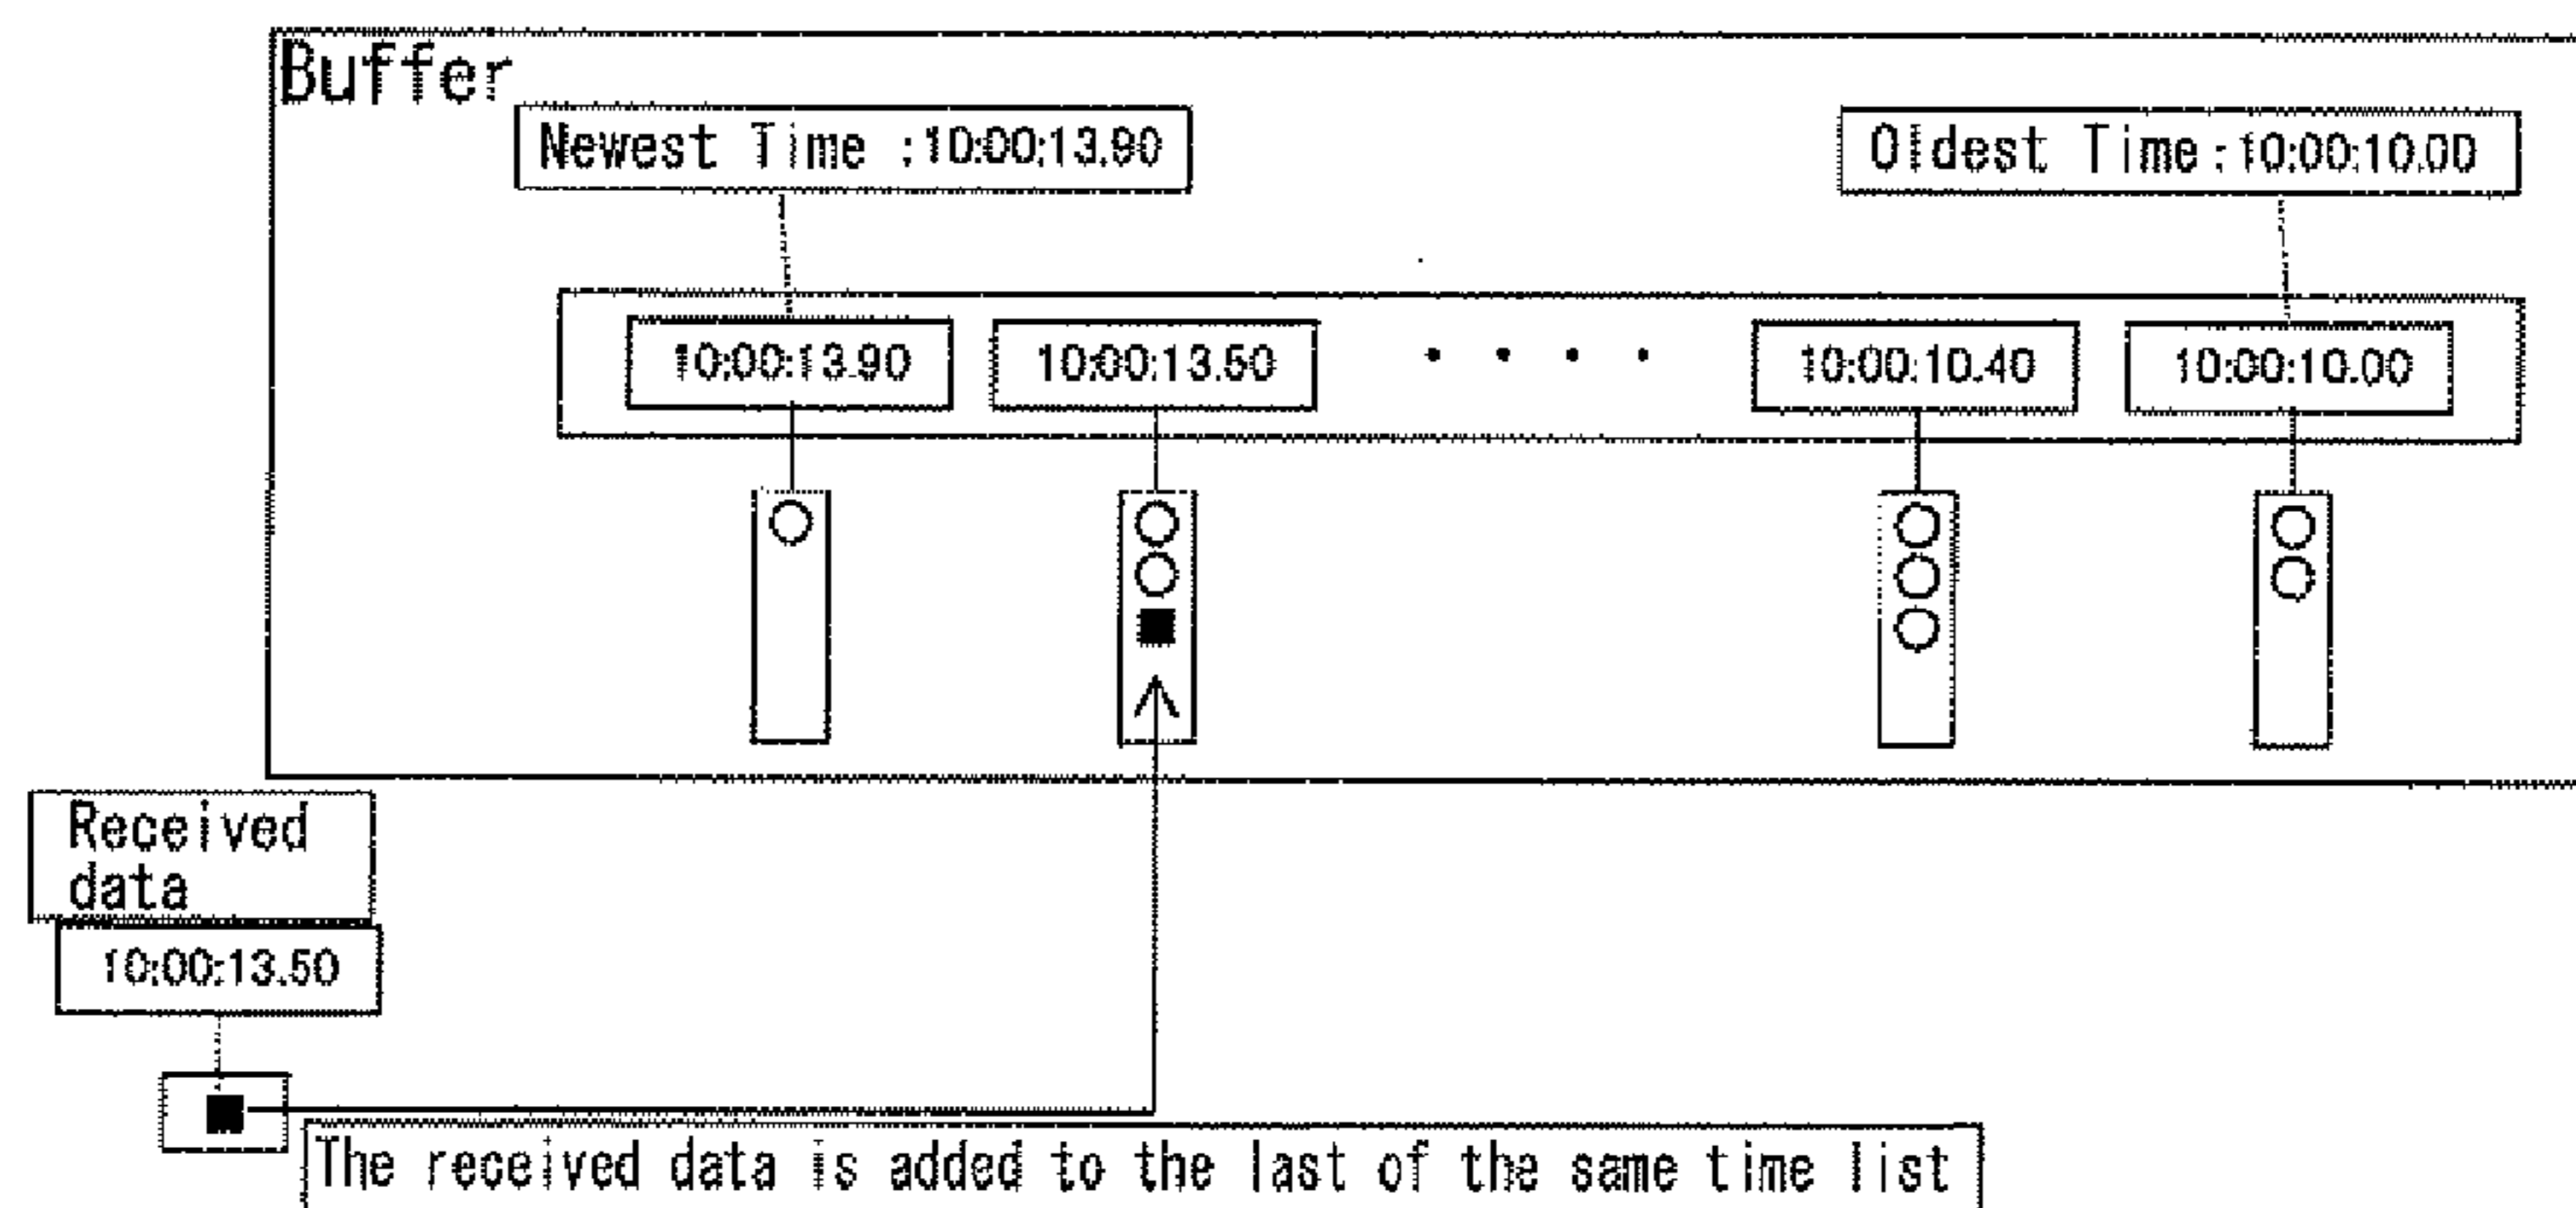 Buffer
Newest Time :10:00:13.90
Oldest Time:10:00:10.00
10:00:13.90
10:00:13.50
10:00:10.40
10:00:10.00
Received
data
10:00:13.50
The received data is added to the last of the same time list